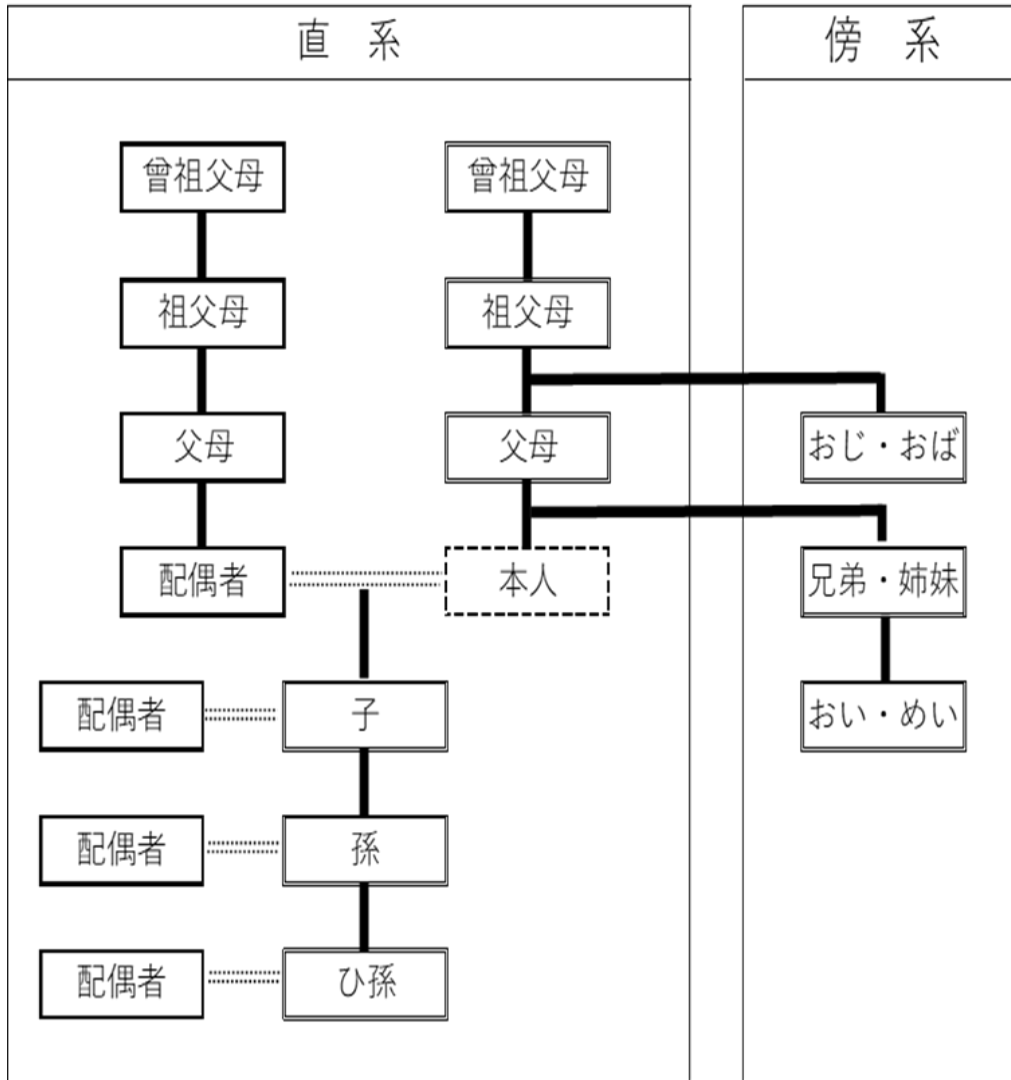 直 系
傍 系
曾祖父母
曾祖父母
祖父母
祖父母
父母
父母
おじ・おば
配偶者
本人
兄弟・姉妹
配偶者
子
おい・めい
配偶者
孫
配偶者
ひ孫